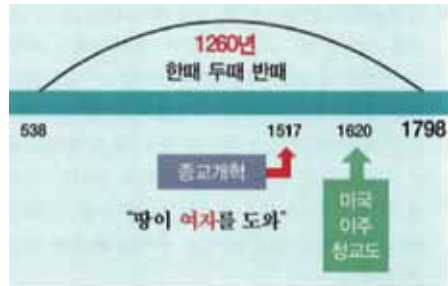 1260년
한때 두때 반때
538 1517 1620 1798
종교개혁
"땅이 여자를 도와"
미국
이주
청교도